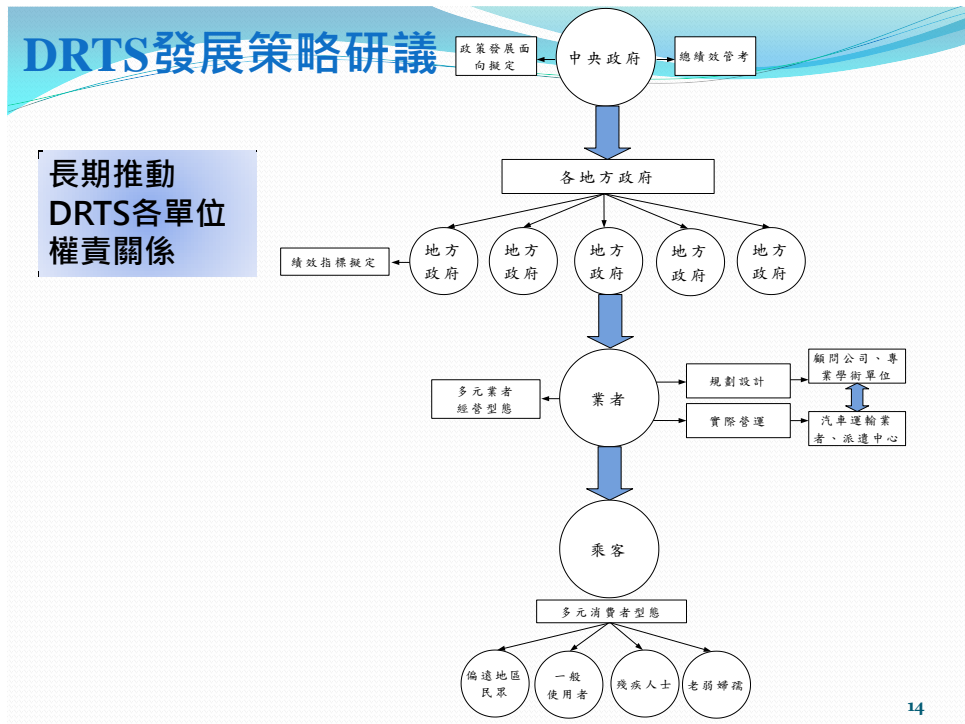 DRTS發展策略研議
政策發展面
向擬定
中央政府
總績效管考
長期推動
DRTS各單位
權責關係
各地方政府
績效指標擬定
地方
政府
地方
政府
地方
政府
地方
政府
地方
政府
多元業者
經營型態
業者
規劃設計
顧問公司、專
業學術單位
實際營運
汽車運輸業
者、派遣中心
乘客
多元消費者型態
偏遠地區
民眾
一般
使用者
殘疾人士
老弱婦孺
14